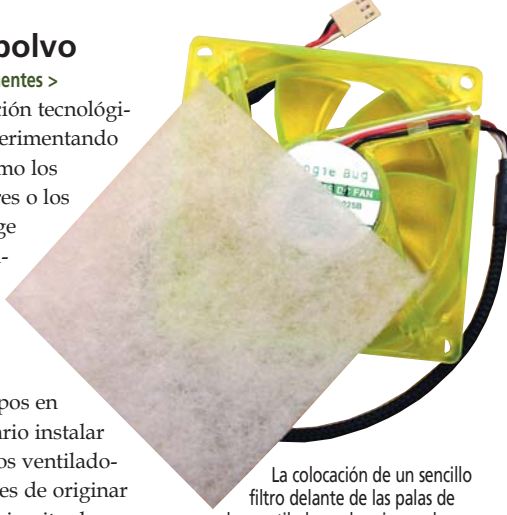 polvo
entes >
ción tecnológi-
erimentando
mo los
es o los
ge
pos en
ario instalar
os ventilado-
es de originar
La colocación de un sencillo
filtro delante de las palas de
FAN